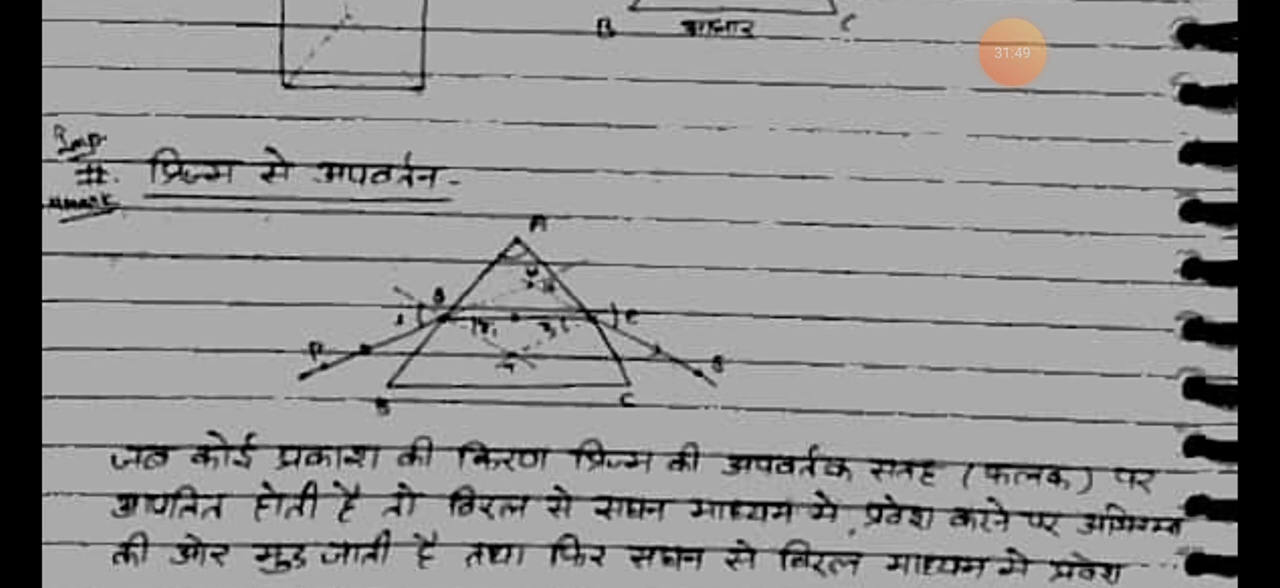 B आधार C
31:49
Imp
#. प्रिज्म से अपवर्तन-
A
P
B C
जब कोई प्रकाश की किरण प्रिज्म की अपवर्तक सतह (फलक) पर
आपतित होती है तो विरल से सघन माध्यम मे प्रवेश करने पर अभिलम्ब
की ओर मुड जाती है तथा फिर सघन से विरल माध्यम मे प्रवेश